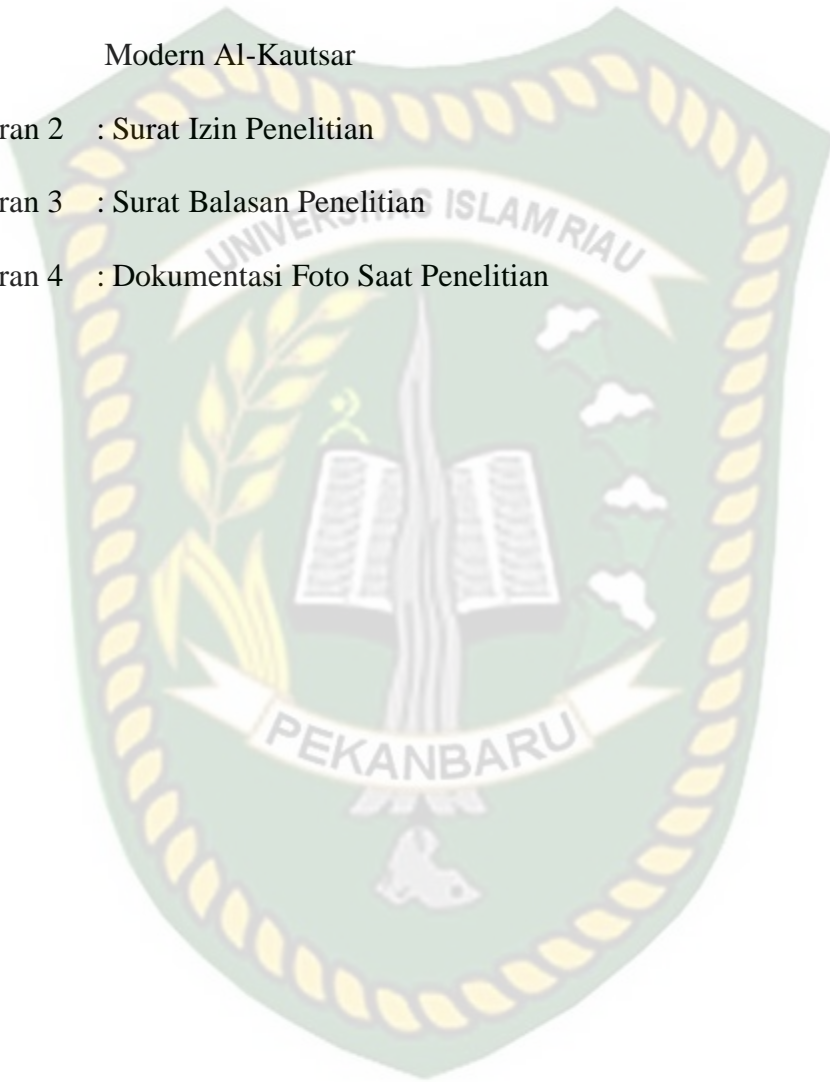 Modern Al-Kautsar
ran 2 : Surat Izin Penelitian
ran 3 : Surat Balasan Penelitian
UNIVERSITAS ISLAM RIAU
ran 4 : Dokumentasi Foto Saat Penelitian
PEKANBARU